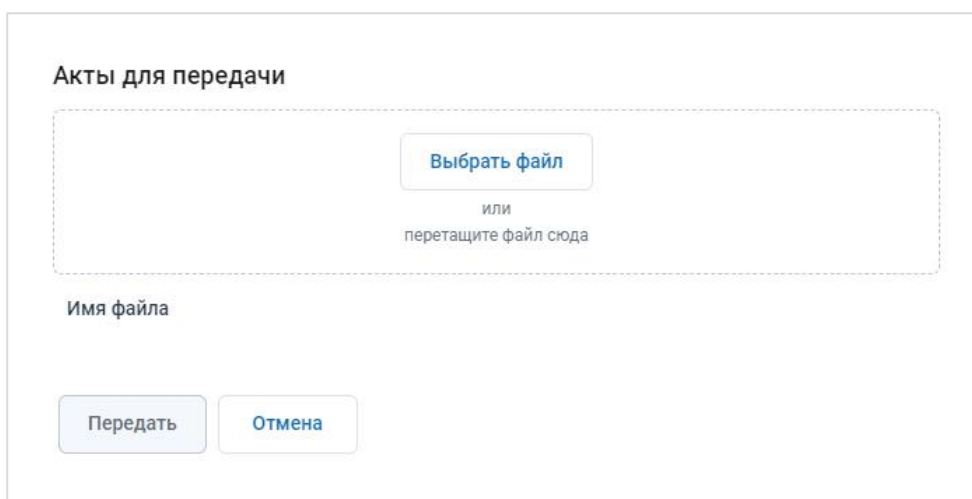 Акты для передачи
Выбрать файл
или
перетащите файл сюда
Имя файла
Передать
Отмена